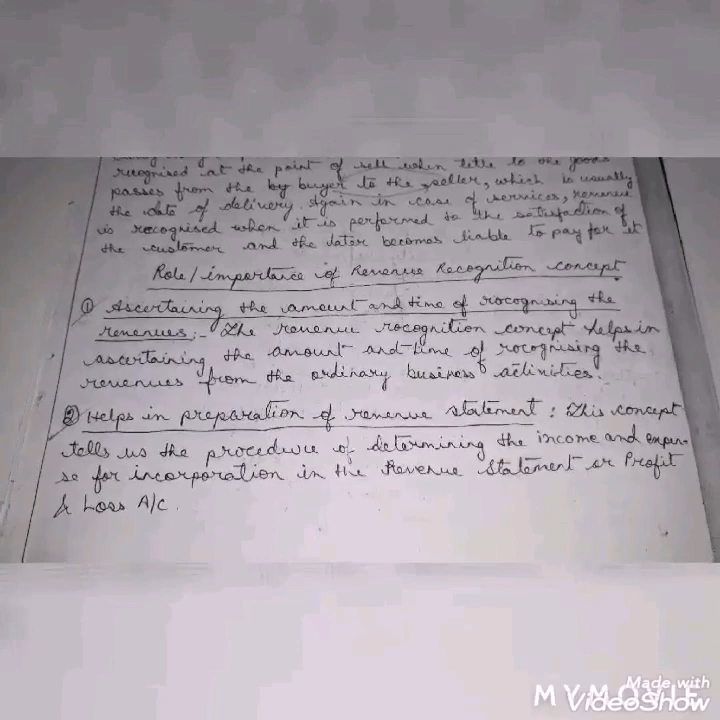 recognised at the point of sell when title to the goods
passes from the by buyer to the seller, which is usually
the date of delivery. Again in case of services, revenue
is recognised when it is performed to the satisfaction of
the customer and the later becomes liable to pay for it
Role/importance of Revenue Recognition concept.
① Ascertaining the amount and time of rocognising the
revenues:- The revenue rocognition concept helps in
ascertaining the amount and time of rocognising the
revenues from the ordinary business activities.
② Helps in preparation of revenue statement: This concept
tells us the procedure of determining the income and expen-
se for incorporation in the Revenue Statement or Profit
& Loss A/C.
Made with
MYMOVIE
VideoShow